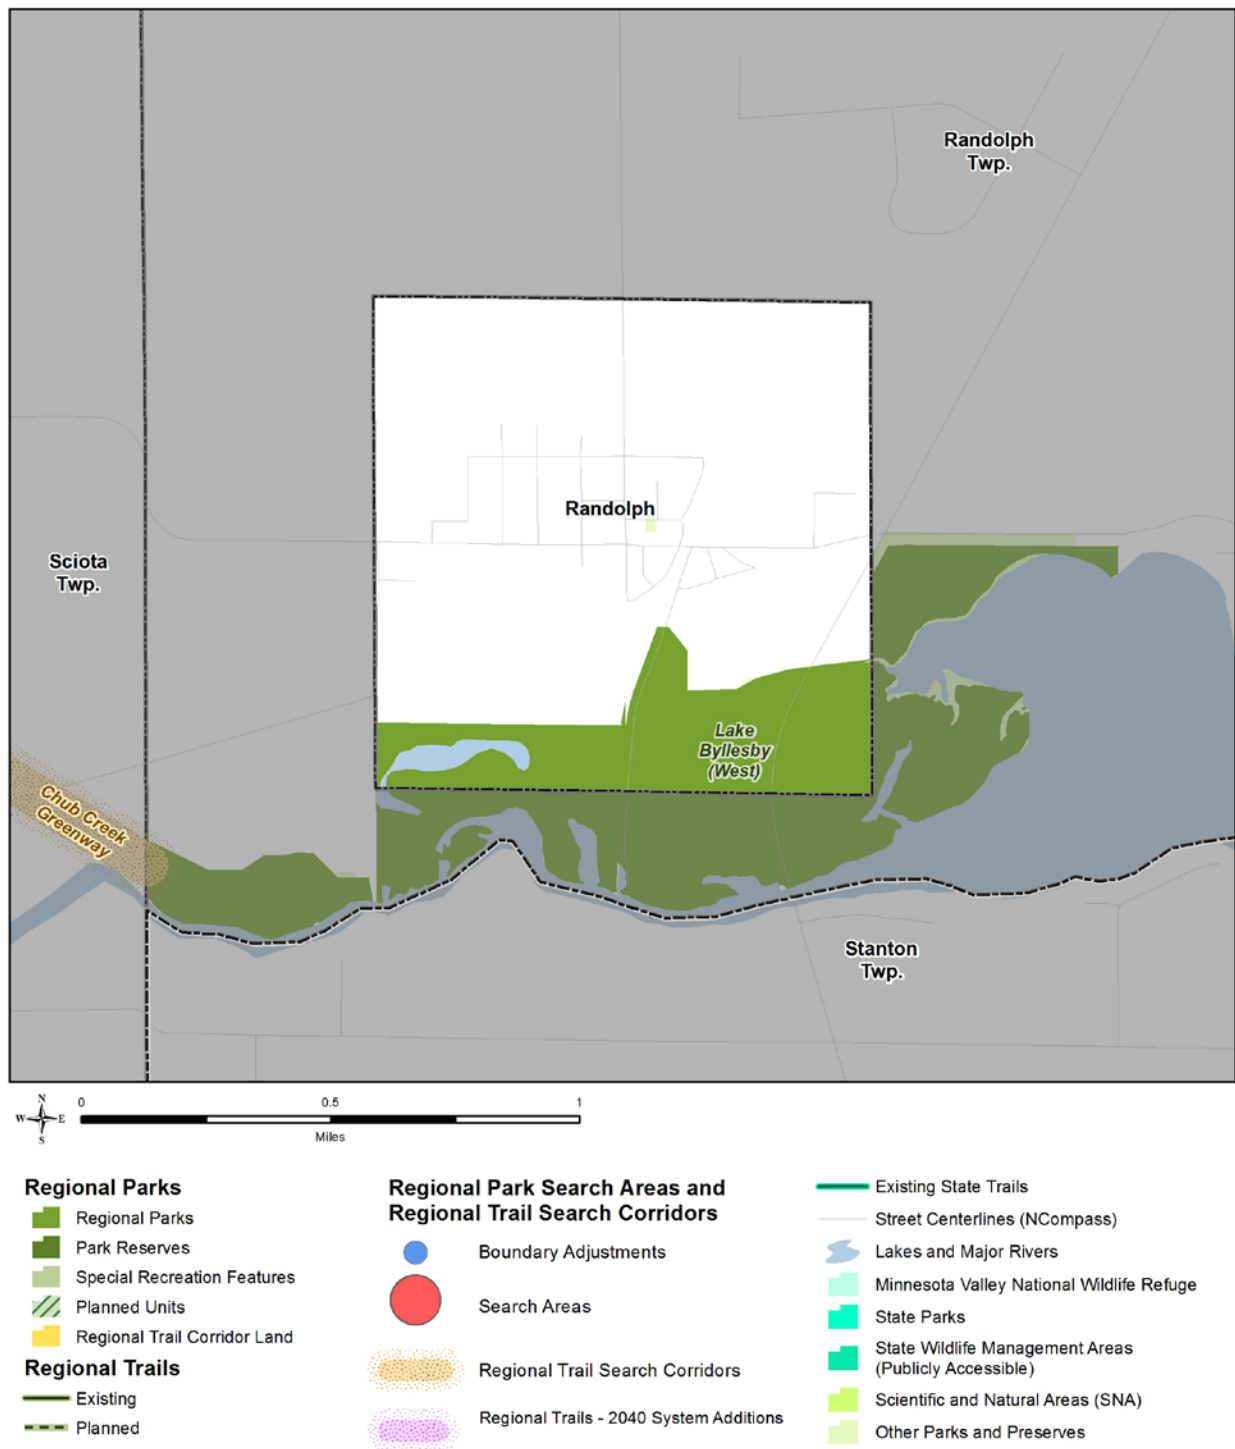 Randolph
Twp.
Randolph
Sciota
Twp.
Lake
Byllesby
(West)
Chub Creek
Greenway
Stanton
Twp.
N
W E
S
0 0.5 1
Miles
Regional Parks
Regional Parks
Park Reserves
Special Recreation Features
Planned Units
Regional Trail Corridor Land
Regional Trails
Existing
Planned
Regional Park Search Areas and
Regional Trail Search Corridors
Boundary Adjustments
Search Areas
Regional Trail Search Corridors
Regional Trails - 2040 System Additions
Existing State Trails
Street Centerlines (NCompass)
Lakes and Major Rivers
Minnesota Valley National Wildlife Refuge
State Parks
State Wildlife Management Areas
(Publicly Accessible)
Scientific and Natural Areas (SNA)
Other Parks and Preserves